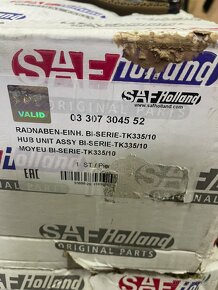 SAF Holland
ORIGINAL PARTS
www.safholland.com
VALID
SAF Holland
03 307 3045 52
RADNABEN-EINH. BI-SERIE-TK335/10
HUB UNIT ASSY BI-SERIE-TK335/10
MOYEU BI-SERIE-TK335/10
1 ST / Pie
EAC
SAF Holland
ORIGINAL PARTS
SAF Holland